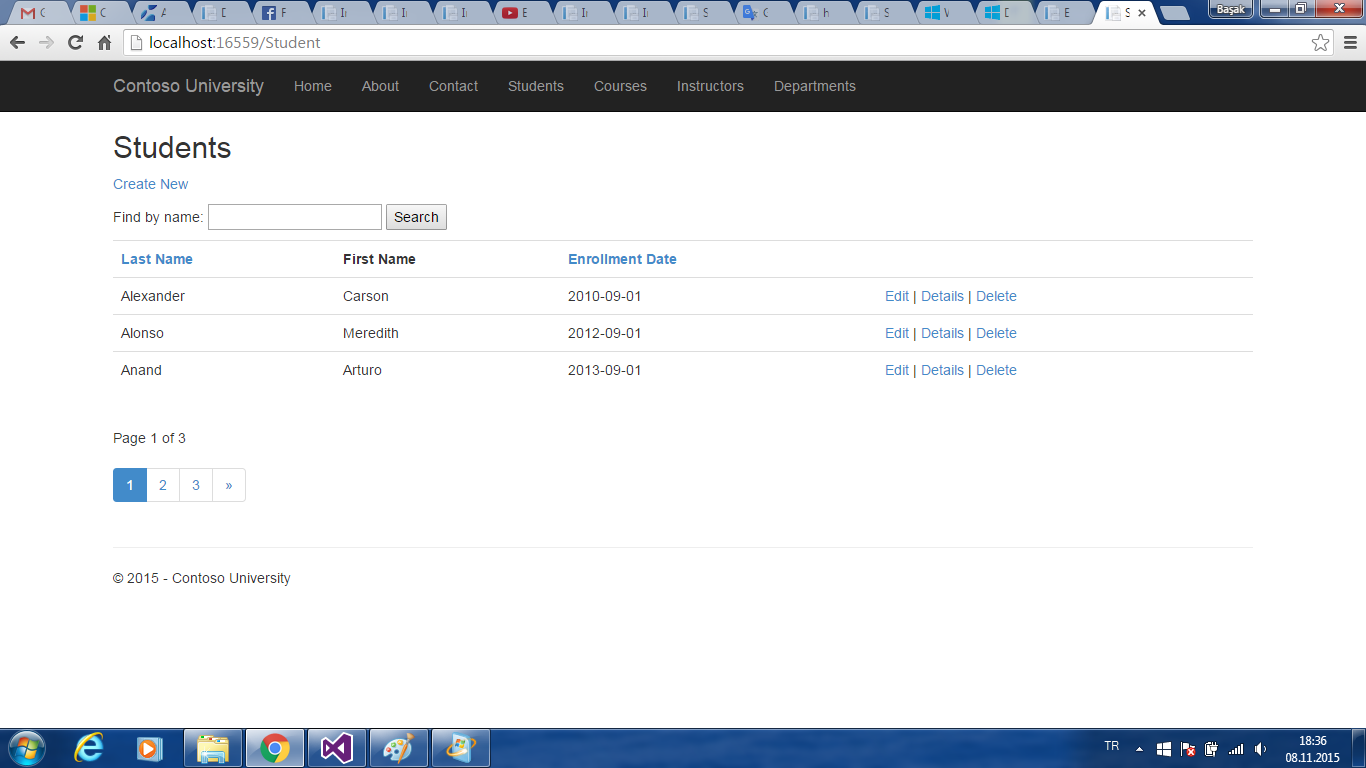 Başak
localhost:16559/Student
Contoso University Home About Contact Students Courses Instructors Departments
Students
Create New
Find by name: Search
Last Name First Name Enrollment Date
Alexander Carson 2010-09-01 Edit | Details | Delete
Alonso Meredith 2012-09-01 Edit | Details | Delete
Anand Arturo 2013-09-01 Edit | Details | Delete
Page 1 of 3
1 2 3 »
© 2015 - Contoso University
TR 18:36
08.11.2015